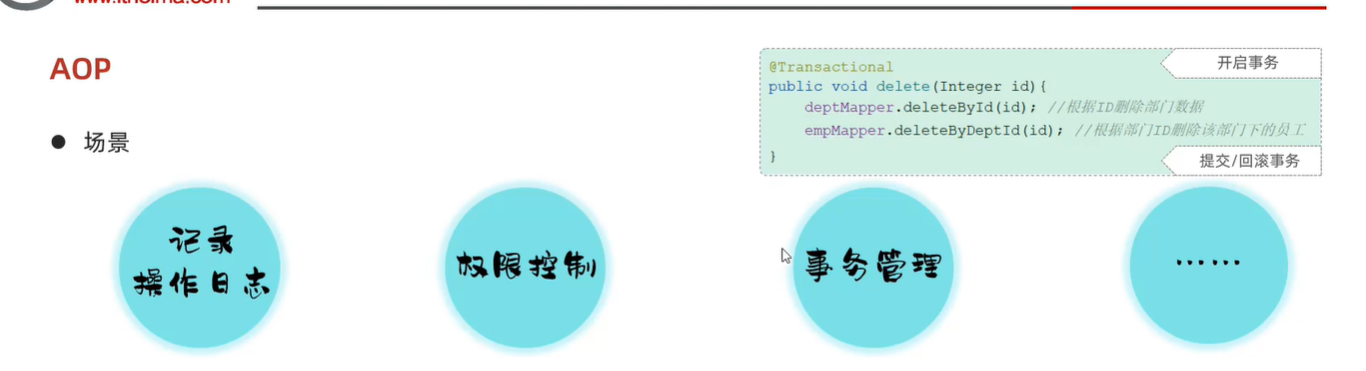 www.itheima.com
AOP
● 场景
@Transactional
public void delete(Integer id){
deptMapper.deleteById(id); //根据ID删除部门数据
empMapper.deleteByDeptId(id); //根据部门ID删除该部门下的员工
}
开启事务
提交/回滚事务
记录
操作日志
权限控制
事务管理
······